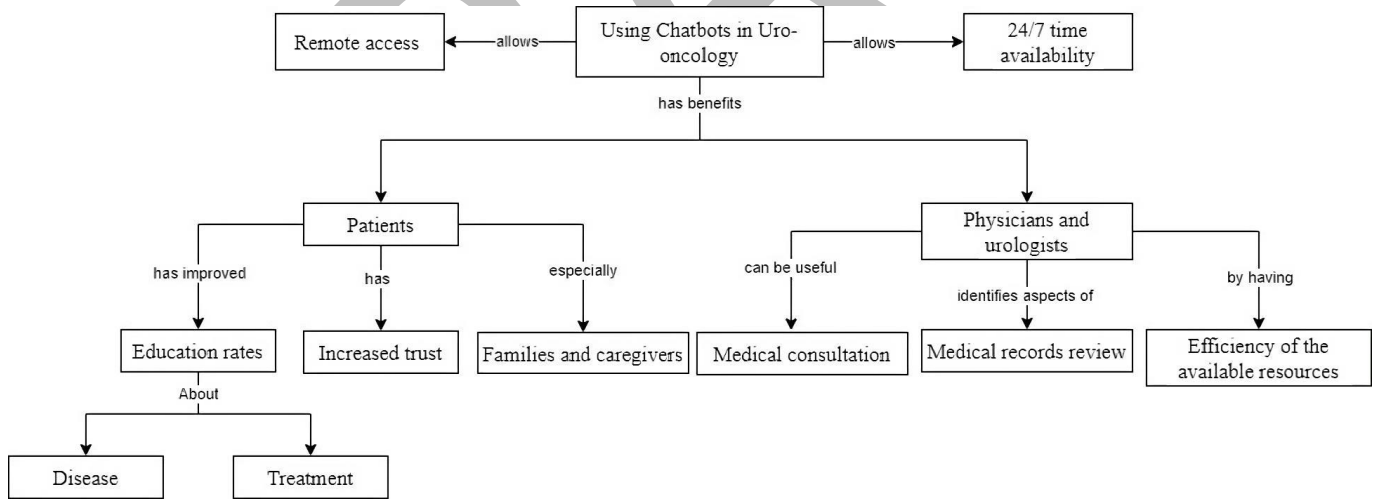 Remote access
allows
Using Chatbots in Uro-
oncology
allows
24/7 time
availability
has benefits
Patients
Physicians and
urologists
has improved
has
especially
can be useful
identifies aspects of
by having
Education rates
Increased trust
Families and caregivers
Medical consultation
Medical records review
Efficiency of the
available resources
About
Disease
Treatment